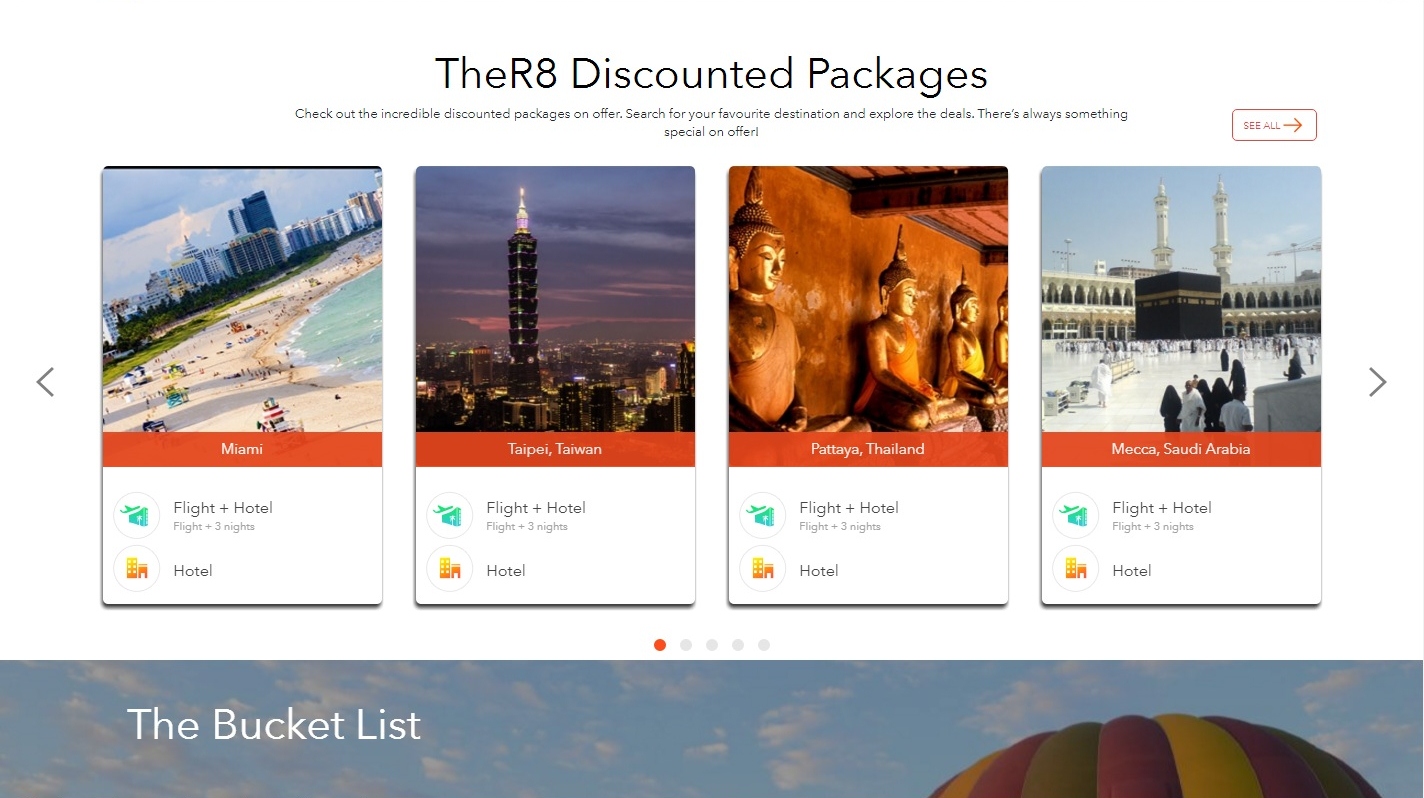 TheR8 Discounted Packages
Check out the incredible discounted packages on offer. Search for your favourite destination and explore the deals. There's always something
special on offer!
SEE ALL
Miami
Taipei, Taiwan
Pattaya, Thailand
Mecca, Saudi Arabia
Flight + Hotel
Flight + 3 nights
Hotel
Flight + Hotel
Flight + 3 nights
Hotel
Flight + Hotel
Flight + 3 nights
Hotel
Flight + Hotel
Flight + 3 nights
Hotel
The Bucket List